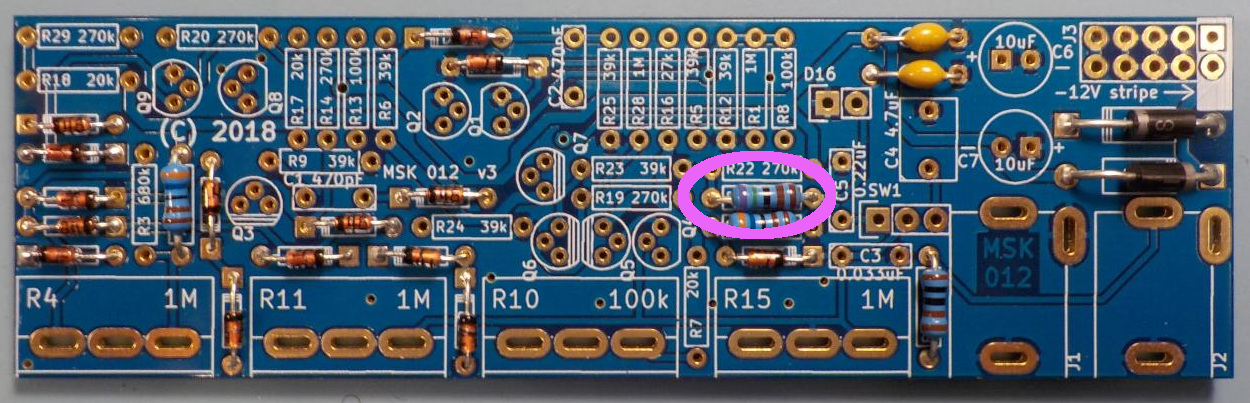 R29 270k
R20 270k
R18 20k
Q9
Q8
(C) 2018
R17 20k
R14 270k
R13 100k
R6 39k
Q2
Q1
C2 470pF
R25 39k
R28 1M
R16 27k
R5 39k
R12 39k
R1 1M
R8 100k
D16
C4 4.7uF
10uF
C6
+
J3
-12V stripe
C7
10uF
+
R3 680k
R9 39k
C1 470pF
MSK 012 v3
Q3
R24 39k
Q7
R23 39k
R19 270k
R22 270k
Q6
Q5
C5 0.22uF
SW1
C3
0.033uF
MSK
012
R4 1M
R11 1M
R10 100k
R7 20k
R15 1M
J1
J2